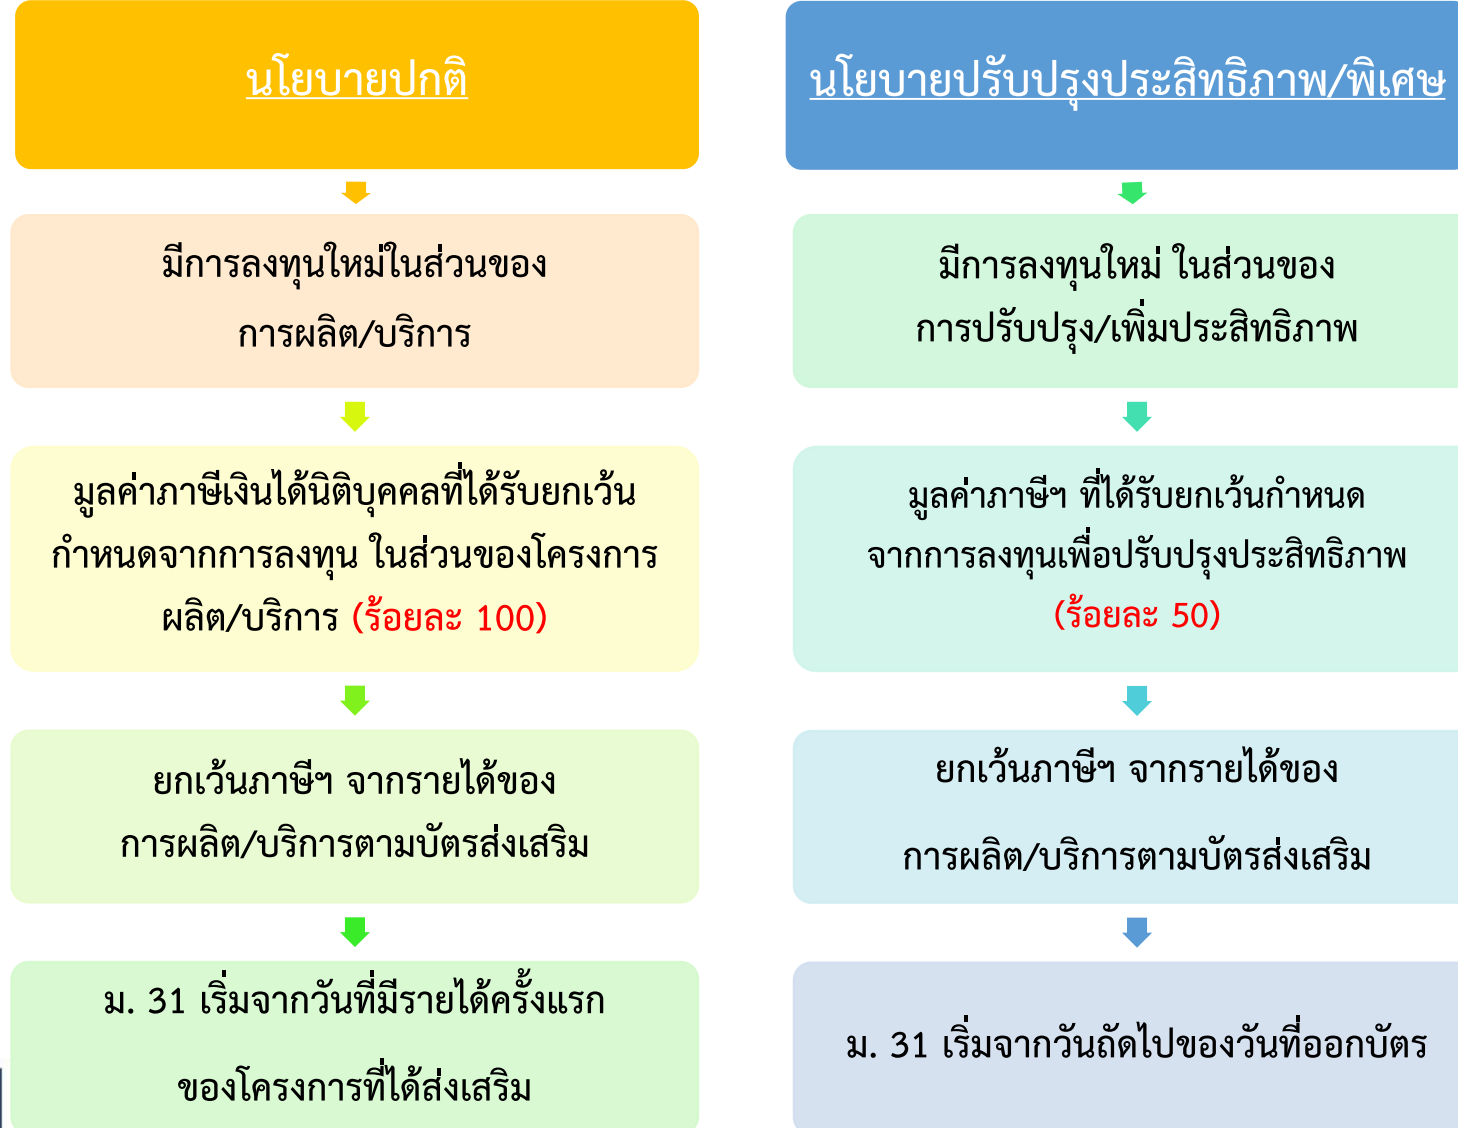 นโยบายปกติ
มีการลงทุนใหม่ในส่วนของ
การผลิต/บริการ
มูลค่าภาษีเงินได้นิติบุคคลที่ได้รับยกเว้น
กำหนดจากการลงทุน ในส่วนของโครงการ
ผลิต/บริการ (ร้อยละ 100)
ยกเว้นภาษีฯ จากรายได้ของ
การผลิต/บริการตามบัตรส่งเสริม
ม. 31 เริ่มจากวันที่มีรายได้ครั้งแรก
ของโครงการที่ได้ส่งเสริม
นโยบายปรับปรุงประสิทธิภาพ/พิเศษ
มีการลงทุนใหม่ ในส่วนของ
การปรับปรุง/เพิ่มประสิทธิภาพ
มูลค่าภาษีฯ ที่ได้รับยกเว้นกำหนด
จากการลงทุนเพื่อปรับปรุงประสิทธิภาพ
(ร้อยละ 50)
ยกเว้นภาษีฯ จากรายได้ของ
การผลิต/บริการตามบัตรส่งเสริม
ม. 31 เริ่มจากวันถัดไปของวันที่ออกบัตร